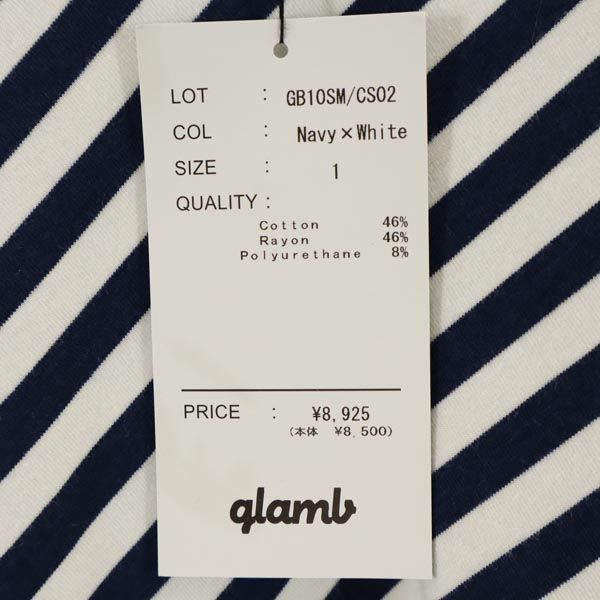 LOT : GB10SM/CS02
COL : Navy×White
SIZE : 1
QUALITY :
Cotton 46%
Rayon 46%
Polyurethane 8%
PRICE : ¥8,925
(本体 ¥8,500)
glamb